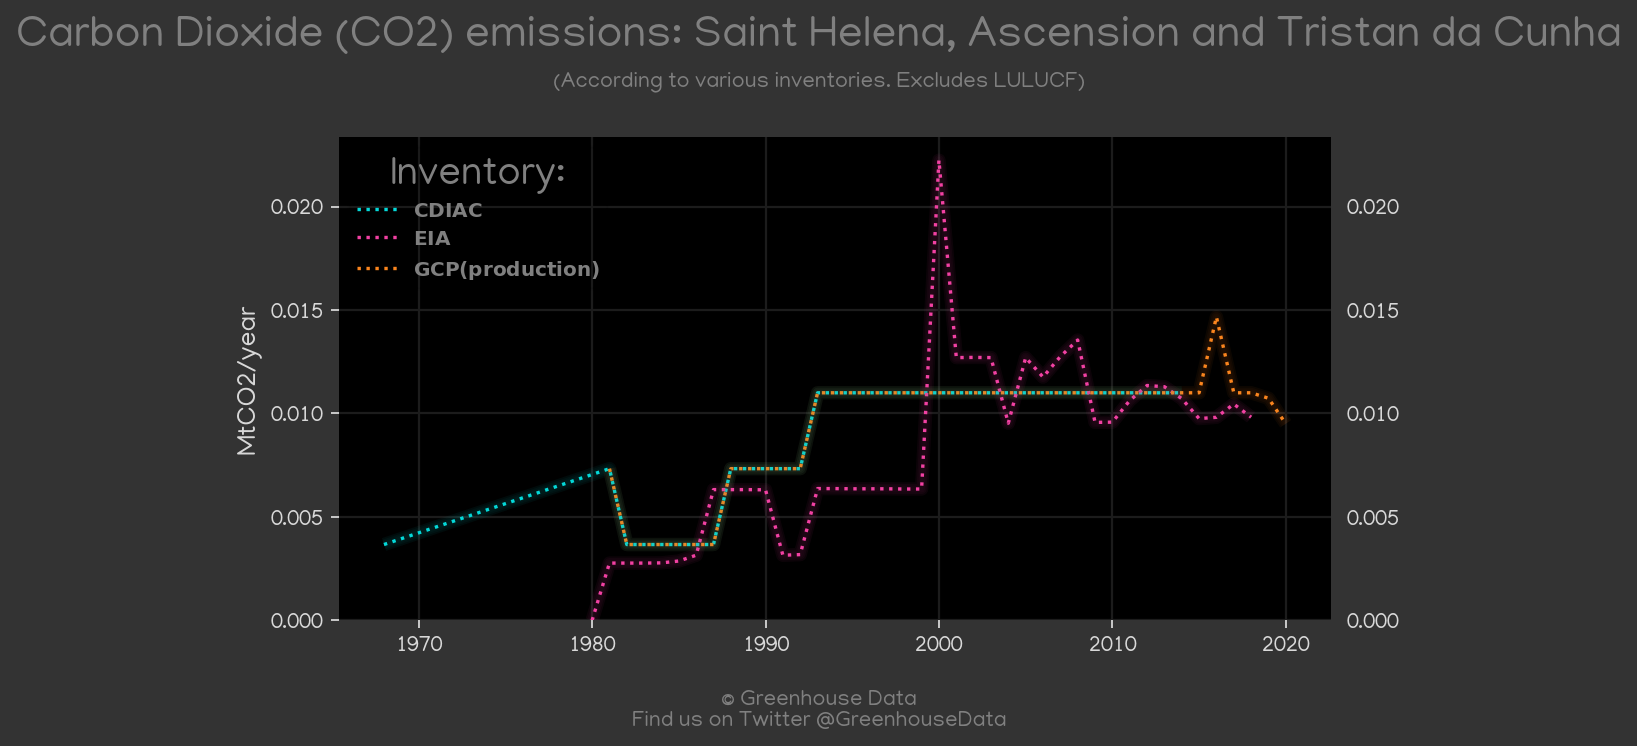 Carbon Dioxide (CO2) emissions: Saint Helena, Ascension and Tristan da Cunha
(According to various inventories. Excludes LULUCF)
Inventory:
CDIAC
EIA
GCP(production)
MtCO2/year
0.020
0.015
0.010
0.005
0.000
0.020
0.015
0.010
0.005
0.000
1970 1980 1990 2000 2010 2020
© Greenhouse Data
Find us on Twitter @GreenhouseData